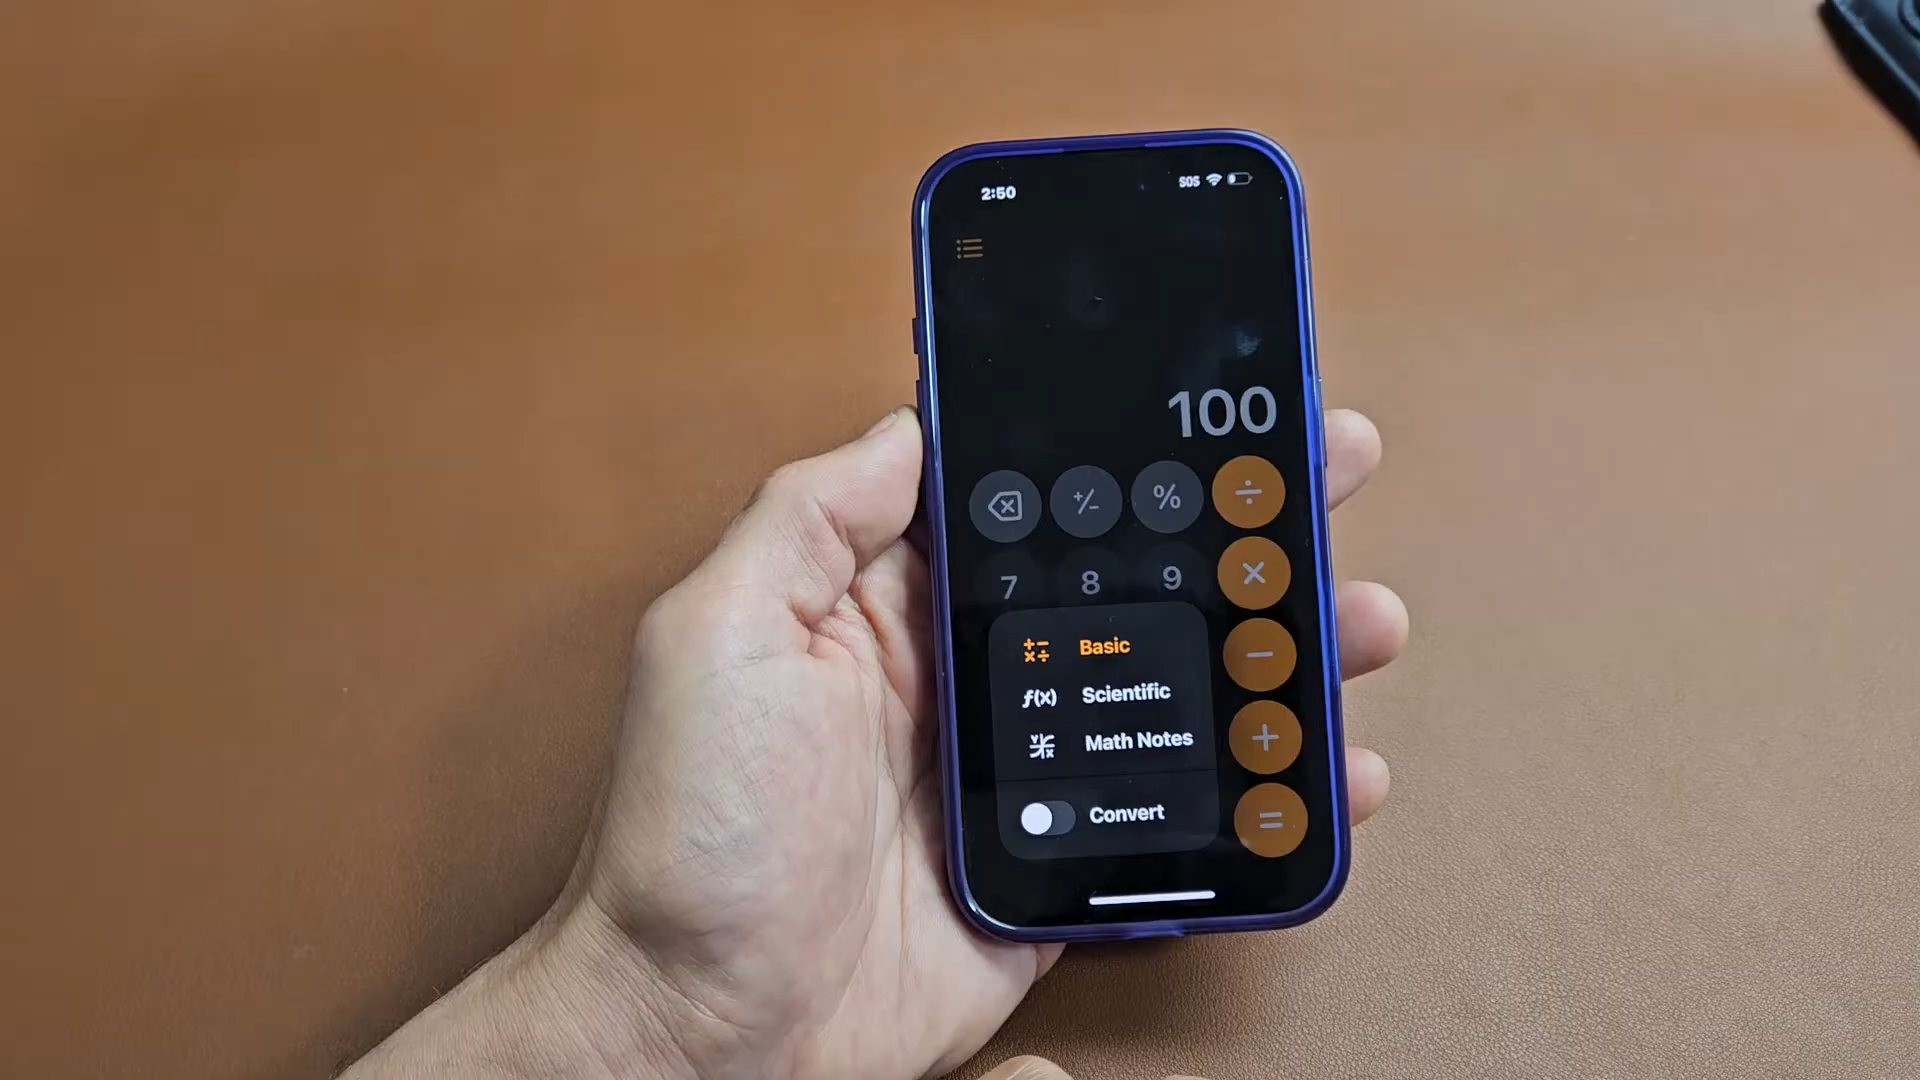 2:50 SOS
100
+/- % ÷
7 8 9 ×
Basic
−
f(x) Scientific
Math Notes
+
Convert
=